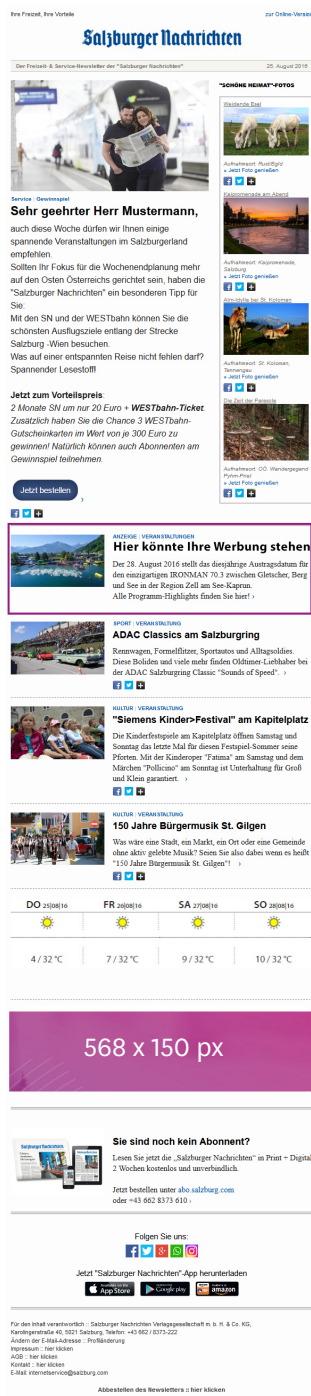 Ihre Freizeit, Ihre Vorteile
zur Online-Version
Salzburger Nachrichten
Der Freizeit- & Service-Newsletter der "Salzburger Nachrichten"
25. August 2016
Service | Gewinnspiel
Sehr geehrter Herr Mustermann,
auch diese Woche dürfen wir Ihnen einige
spannende Veranstaltungen im Salzburgerland
empfehlen.
Sollten Ihr Fokus für die Wochenendplanung mehr
auf den Osten Österreichs gerichtet sein, haben die
"Salzburger Nachrichten" ein besonderen Tipp für
Sie:
Mit den SN und der WESTbahn können Sie die
schönsten Ausflugsziele entlang der Strecke
Salzburg -Wien besuchen.
Was auf einer entspannten Reise nicht fehlen darf?
Spannender Lesestoff!
Jetzt zum Vorteilspreis:
2 Monate SN um nur 20 Euro + WESTbahn-Ticket.
Zusätzlich haben Sie die Chance 3 WESTbahn-
Gutscheinkarten im Wert von je 300 Euro zu
gewinnen! Natürlich können auch Abonnenten am
Gewinnspiel teilnehmen.
Jetzt bestellen ›
"SCHÖNE HEIMAT"-FOTOS
Weidende Esel
Aufnahmeort: Rust/Bgld
» Jetzt Foto genießen
Kaipromenade am Abend
Aufnahmeort: Kaipromenade,
Salzburg
» Jetzt Foto genießen
Alm-Idylle bei St. Koloman
Aufnahmeort: St. Koloman,
Tennengau
» Jetzt Foto genießen
Die Zeit der Parasole
Aufnahmeort: OÖ, Wandergegend
Pyhrn-Priel
» Jetzt Foto genießen
ANZEIGE | VERANSTALTUNGEN
Hier könnte Ihre Werbung stehen
Der 28. August 2016 stellt das diesjährige Austragsdatum für
den einzigartigen IRONMAN 70.3 zwischen Gletscher, Berg
und See in der Region Zell am See-Kaprun.
Alle Programm-Highlights finden Sie hier! ›
SPORT | VERANSTALTUNG
ADAC Classics am Salzburgring
Rennwagen, Formelflitzer, Sportautos und Alltagsoldies.
Diese Boliden und viele mehr finden Oldtimer-Liebhaber bei
der ADAC Salzburgring Classic "Sounds of Speed". ›
KULTUR | VERANSTALTUNG
"Siemens Kinder>Festival" am Kapitelplatz
Die Kinderfestspiele am Kapitelplatz öffnen Samstag und
Sonntag das letzte Mal für diesen Festspiel-Sommer seine
Pforten. Mit der Kinderoper "Fatima" am Samstag und dem
Märchen "Pollicino" am Sonntag ist Unterhaltung für Groß
und Klein garantiert. ›
KULTUR | VERANSTALTUNG
150 Jahre Bürgermusik St. Gilgen
Was wäre eine Stadt, ein Markt, ein Ort oder eine Gemeinde
ohne aktiv gelebte Musik? Seien Sie also dabei wenn es heißt
"150 Jahre Bürgermusik St. Gilgen"! ›
DO 25|08|16 FR 26|08|16 SA 27|08|16 SO 28|08|16
4 / 32 °C 7 / 32 °C 9 / 32 °C 10 / 32 °C
568 x 150 px
Salzburger Nachrichten
Sie sind noch kein Abonnent?
Lesen Sie jetzt die „Salzburger Nachrichten“ in Print + Digital
2 Wochen kostenlos und unverbindlich.
Jetzt bestellen unter abo.salzburg.com
oder +43 662 8373 610 ›
Folgen Sie uns:
Jetzt "Salzburger Nachrichten"-App herunterladen
App Store
Google play
amazon
Für den Inhalt verantwortlich :: Salzburger Nachrichten Verlagsgesellschaft m. b. H. & Co. KG,
Karolingerstraße 40, 5021 Salzburg, Telefon: +43 662 / 8373-222
Ändern der E-Mail-Adresse :: Profiländerung
Impressum :: hier klicken
AGB :: hier klicken
Kontakt :: hier klicken
E-Mail: internetservice@salzburg.com
Abbestellen des Newsletters :: hier klicken